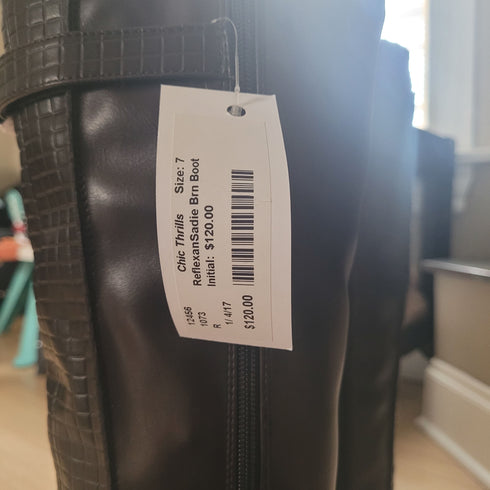 Chic Thrills Size: 7
ReflexanSadie Brn Boot
Initial: $120.00
12456
1073
R
1/ 4/17
$120.00